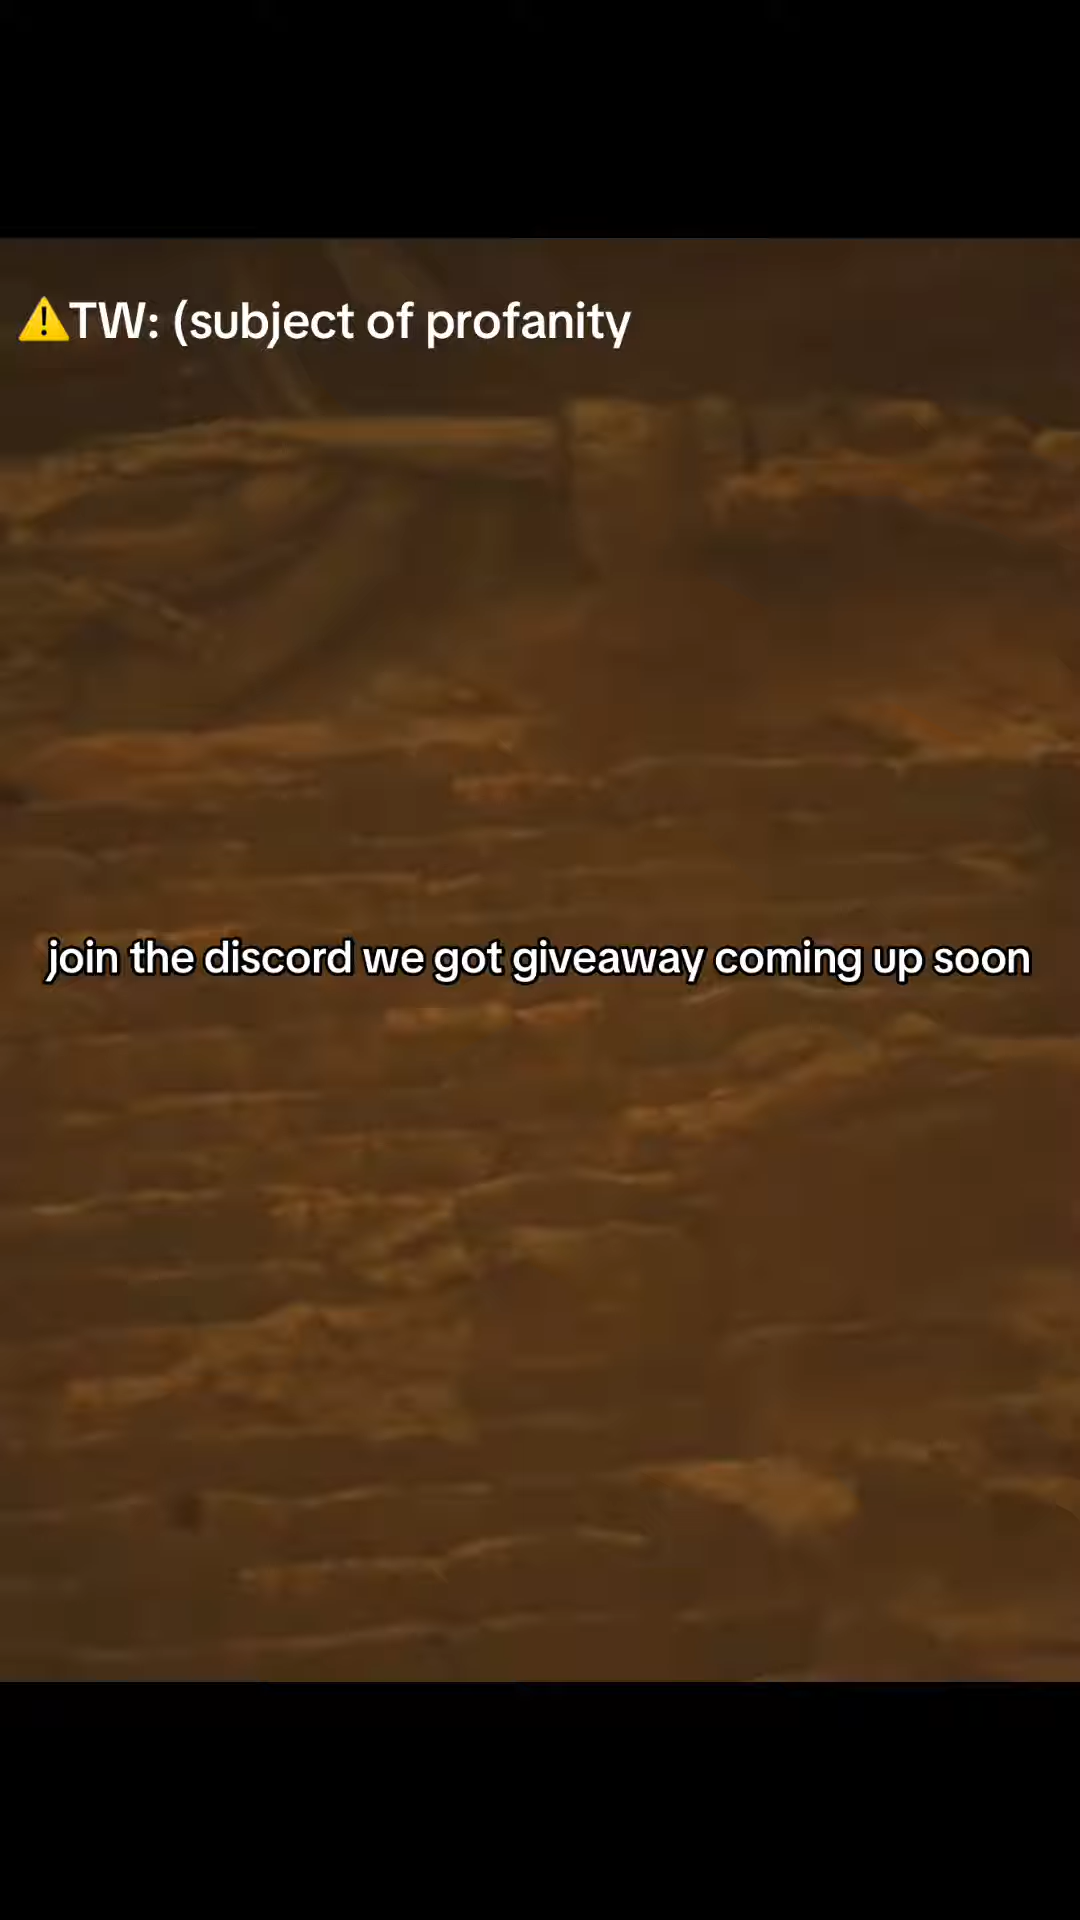 ⚠️TW: (subject of profanity
join the discord we got giveaway coming up soon